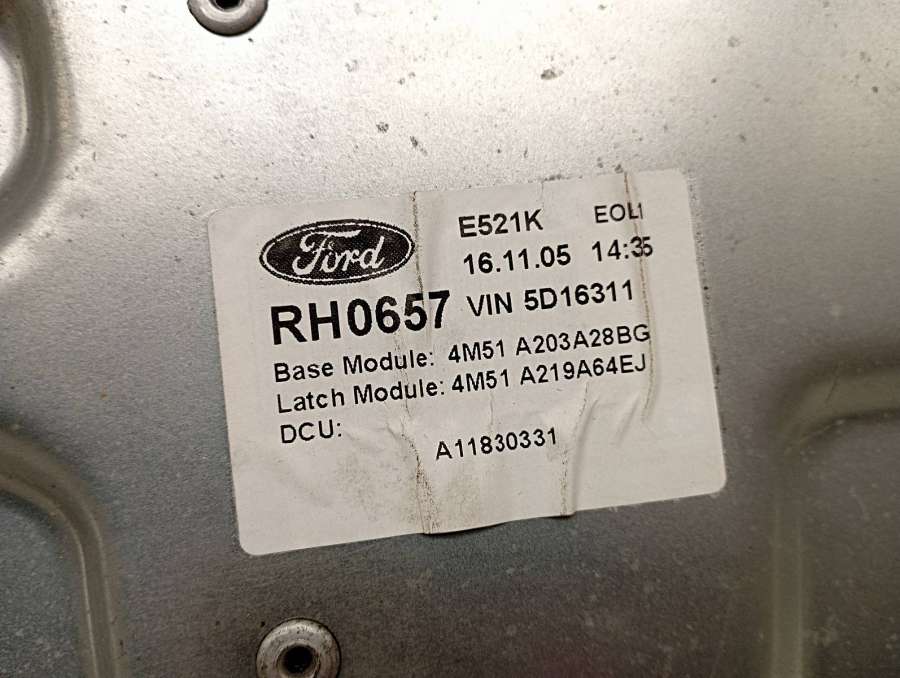 Ford
E521K EOL1
16.11.05 14:35
RH0657 VIN 5D16311
Base Module: 4M51 A203A28BG
Latch Module: 4M51 A219A64EJ
DCU:
A11830331